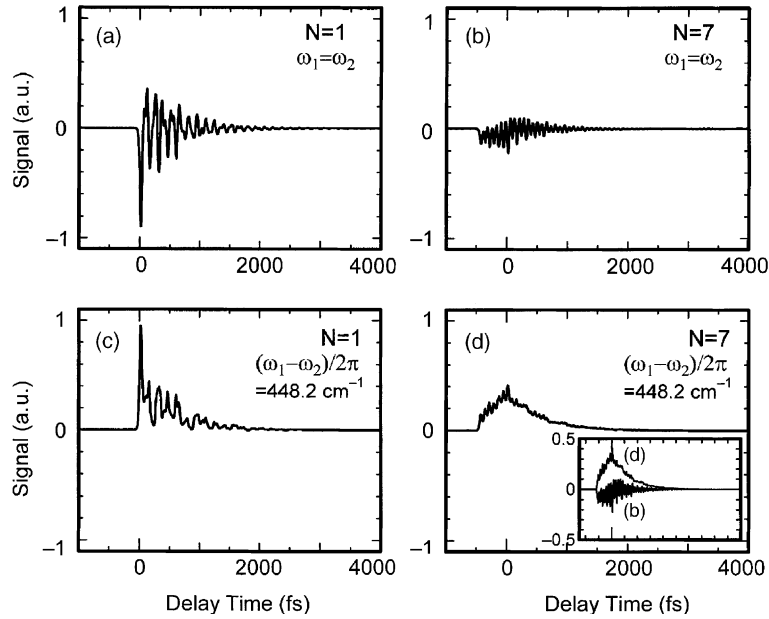 (a)
N=1
ω₁=ω₂
1
0
−1
Signal (a.u.)
0
2000
4000
(b)
N=7
ω₁=ω₂
1
0
−1
0
2000
4000
(c)
N=1
(ω₁−ω₂)/2π
=448.2 cm⁻¹
1
0
−1
Signal (a.u.)
0
2000
4000
Delay Time (fs)
(d)
N=7
(ω₁−ω₂)/2π
=448.2 cm⁻¹
1
0
−1
0.5
0
−0.5
(d)
(b)
0
2000
4000
Delay Time (fs)